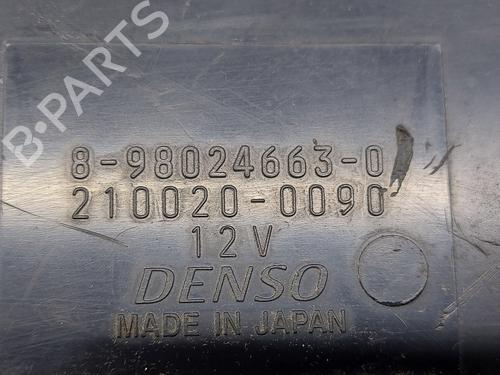 B-PARTS
8-98024663-0
210020-0090
12V
DENSO
MADE IN JAPAN